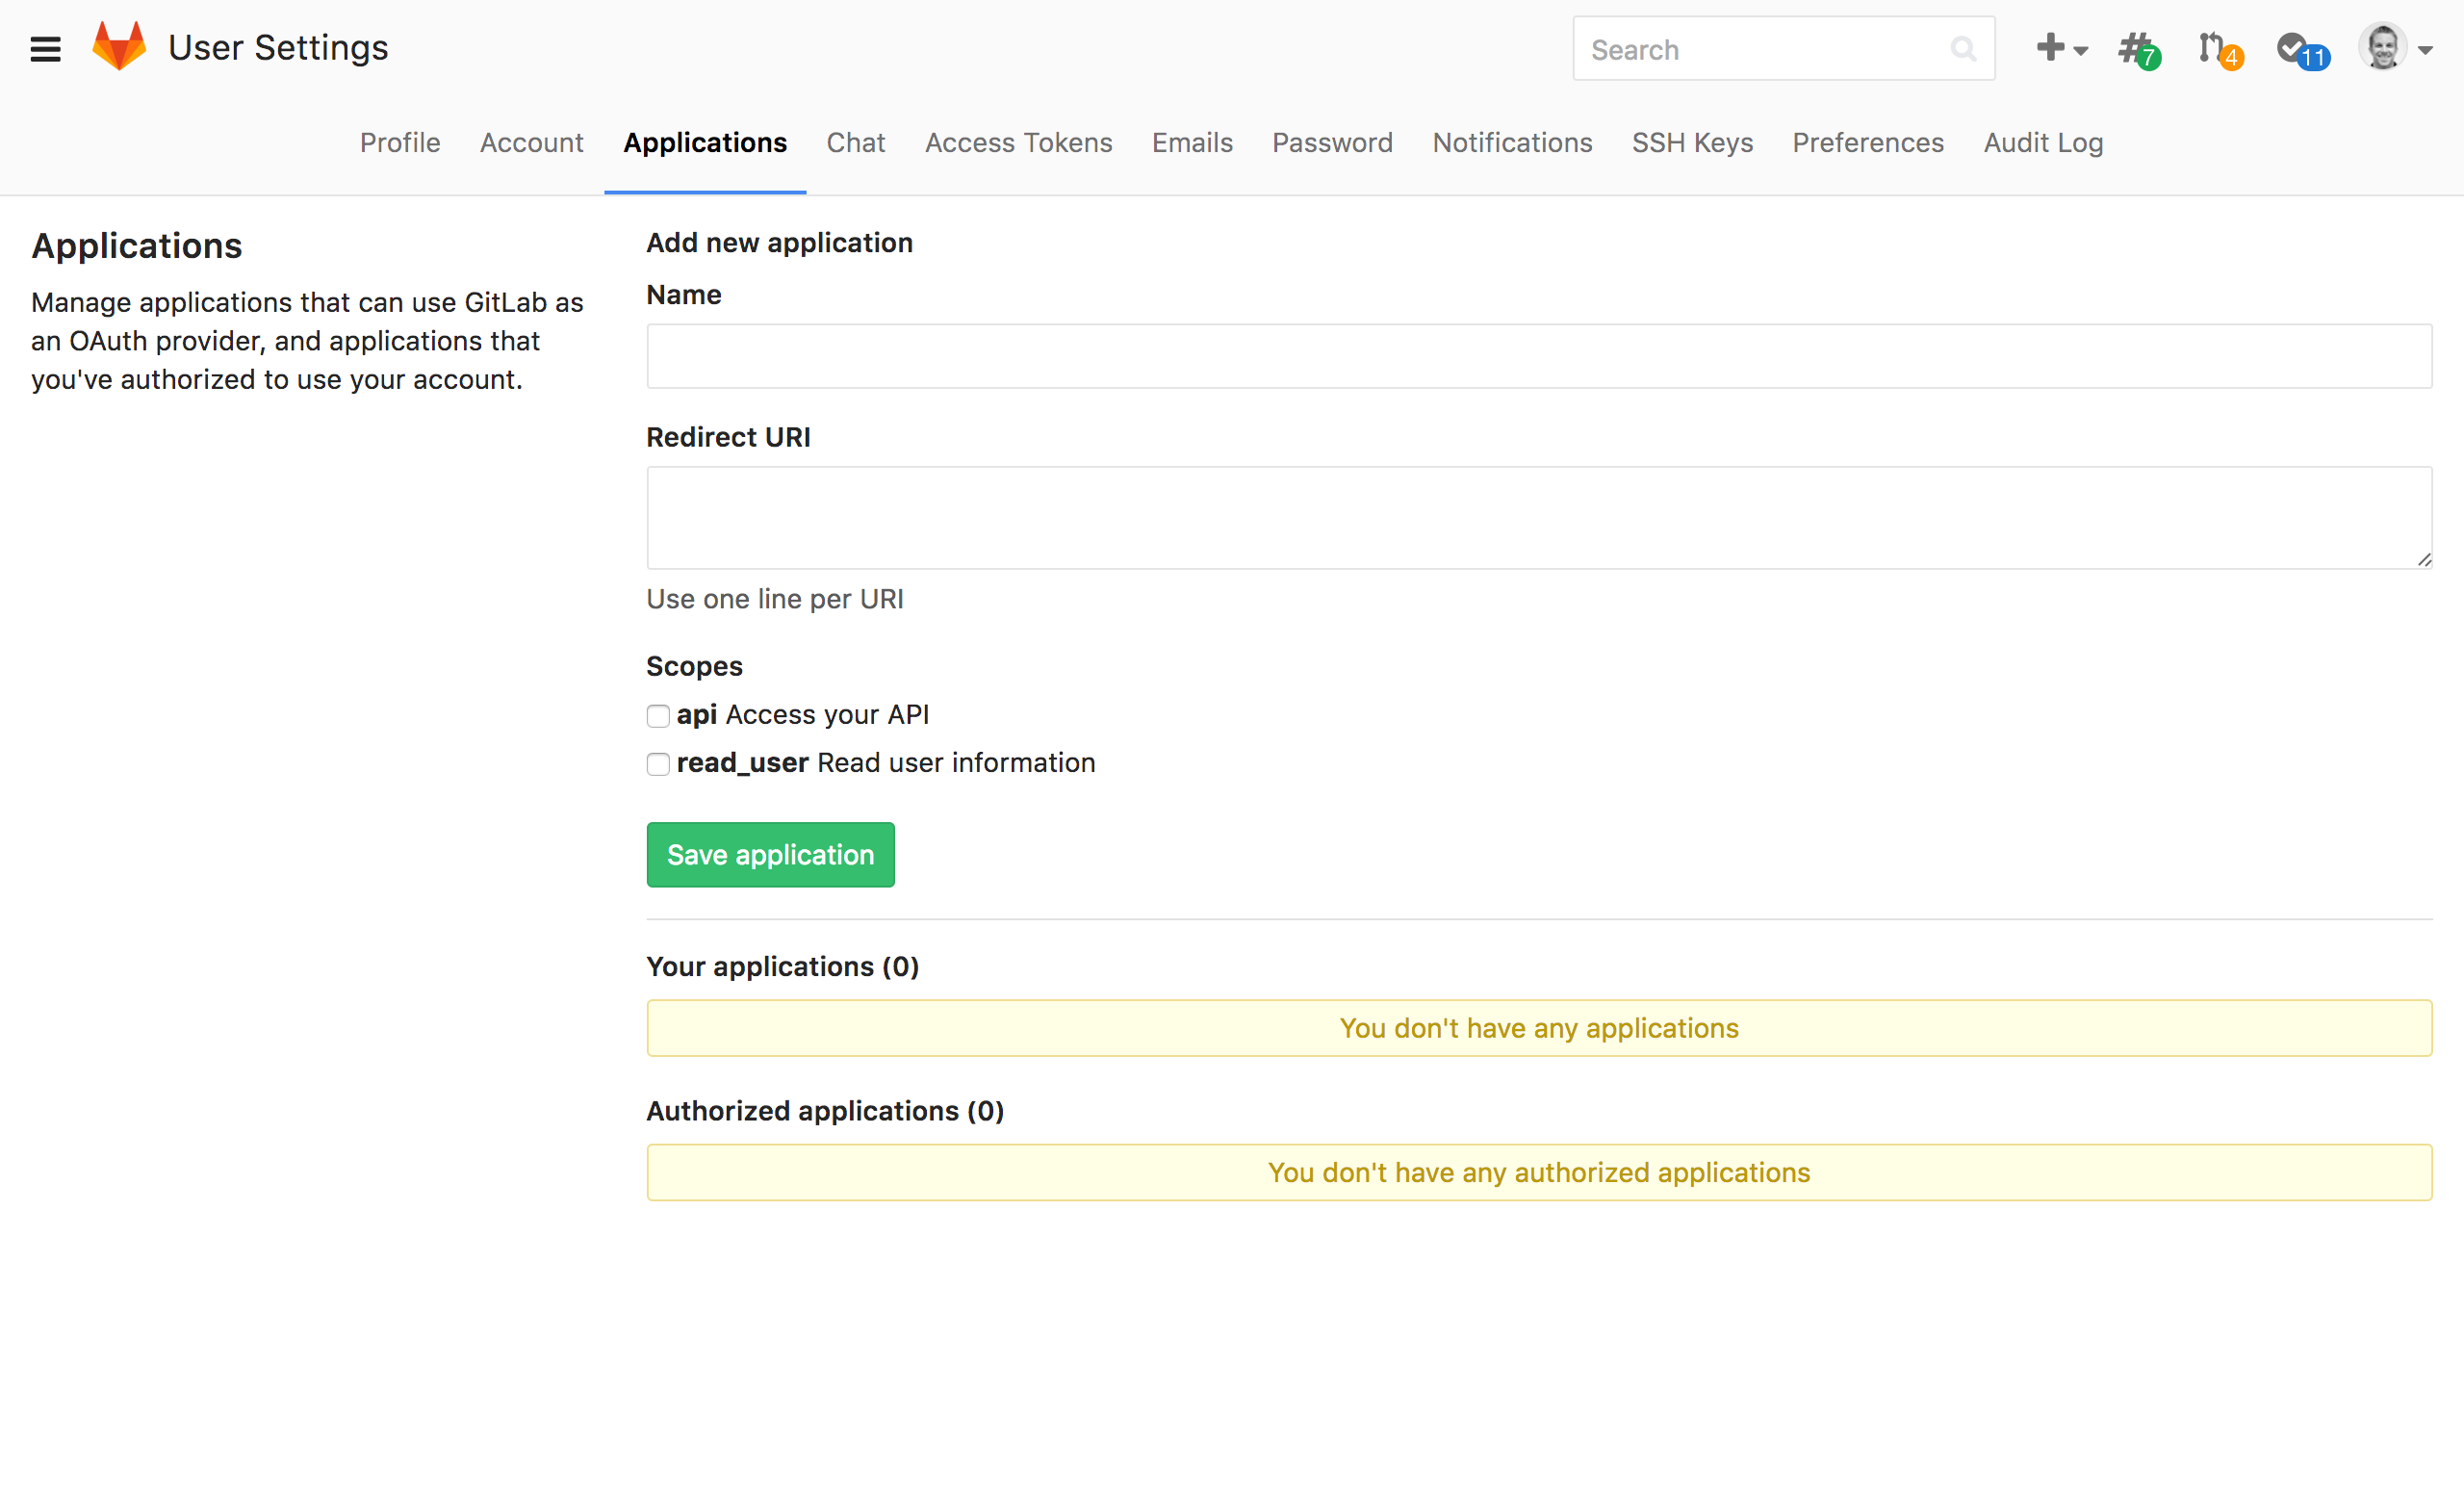 User Settings
Search
7
4
11
Profile Account Applications Chat Access Tokens Emails Password Notifications SSH Keys Preferences Audit Log
Applications
Manage applications that can use GitLab as
an OAuth provider, and applications that
you've authorized to use your account.
Add new application
Name
Redirect URI
Use one line per URI
Scopes
api Access your API
read_user Read user information
Save application
Your applications (0)
You don't have any applications
Authorized applications (0)
You don't have any authorized applications